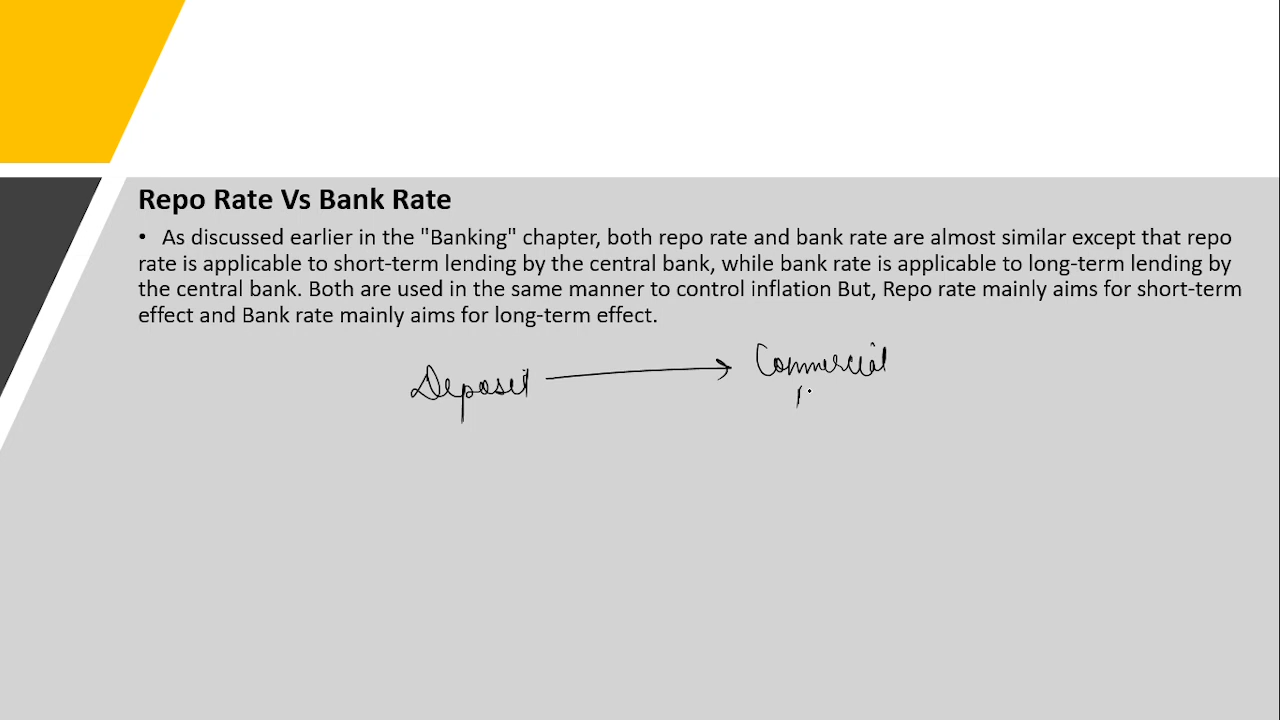 Repo Rate Vs Bank Rate
• As discussed earlier in the "Banking" chapter, both repo rate and bank rate are almost similar except that repo
rate is applicable to short-term lending by the central bank, while bank rate is applicable to long-term lending by
the central bank. Both are used in the same manner to control inflation But, Repo rate mainly aims for short-term
effect and Bank rate mainly aims for long-term effect.
Deposit → Commercial